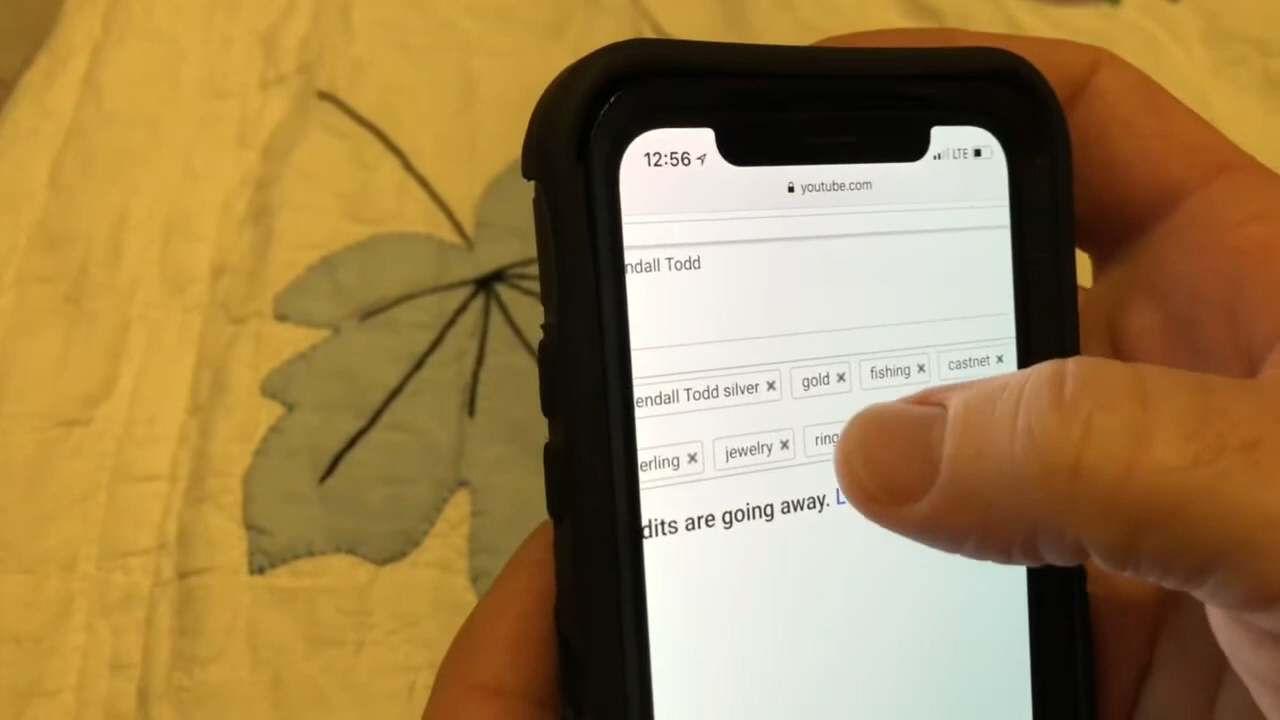 12:56 LTE
youtube.com
ndall Todd
endall Todd silver × gold × fishing × castnet ×
erling × jewelry × ring
dits are going away. L